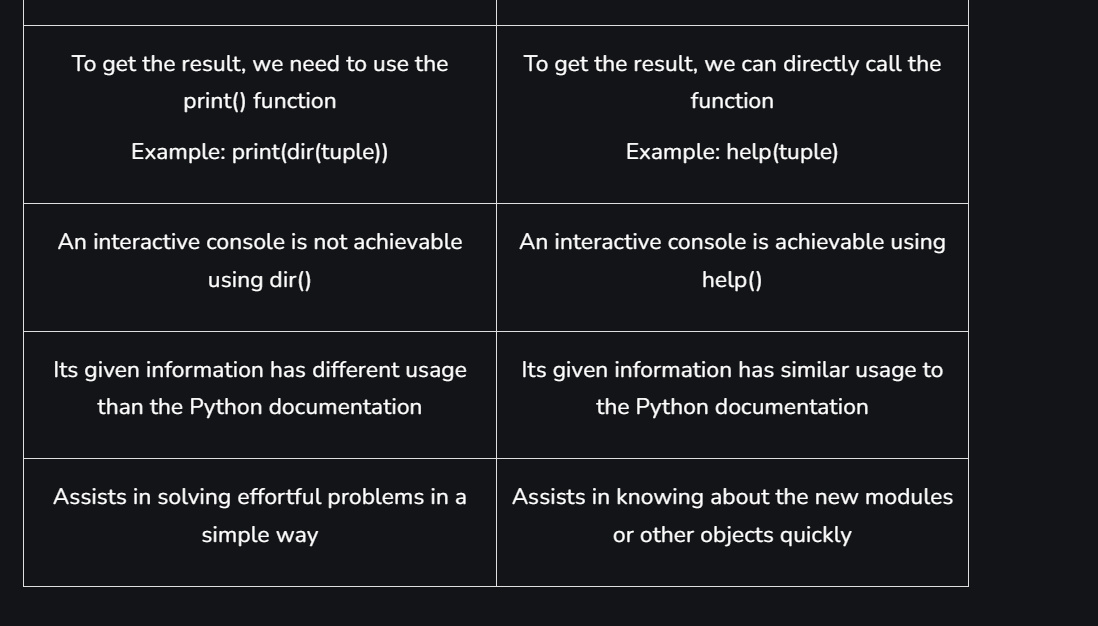 To get the result, we need to use the
print() function
Example: print(dir(tuple))
To get the result, we can directly call the
function
Example: help(tuple)
An interactive console is not achievable
using dir()
An interactive console is achievable using
help()
Its given information has different usage
than the Python documentation
Its given information has similar usage to
the Python documentation
Assists in solving effortful problems in a
simple way
Assists in knowing about the new modules
or other objects quickly